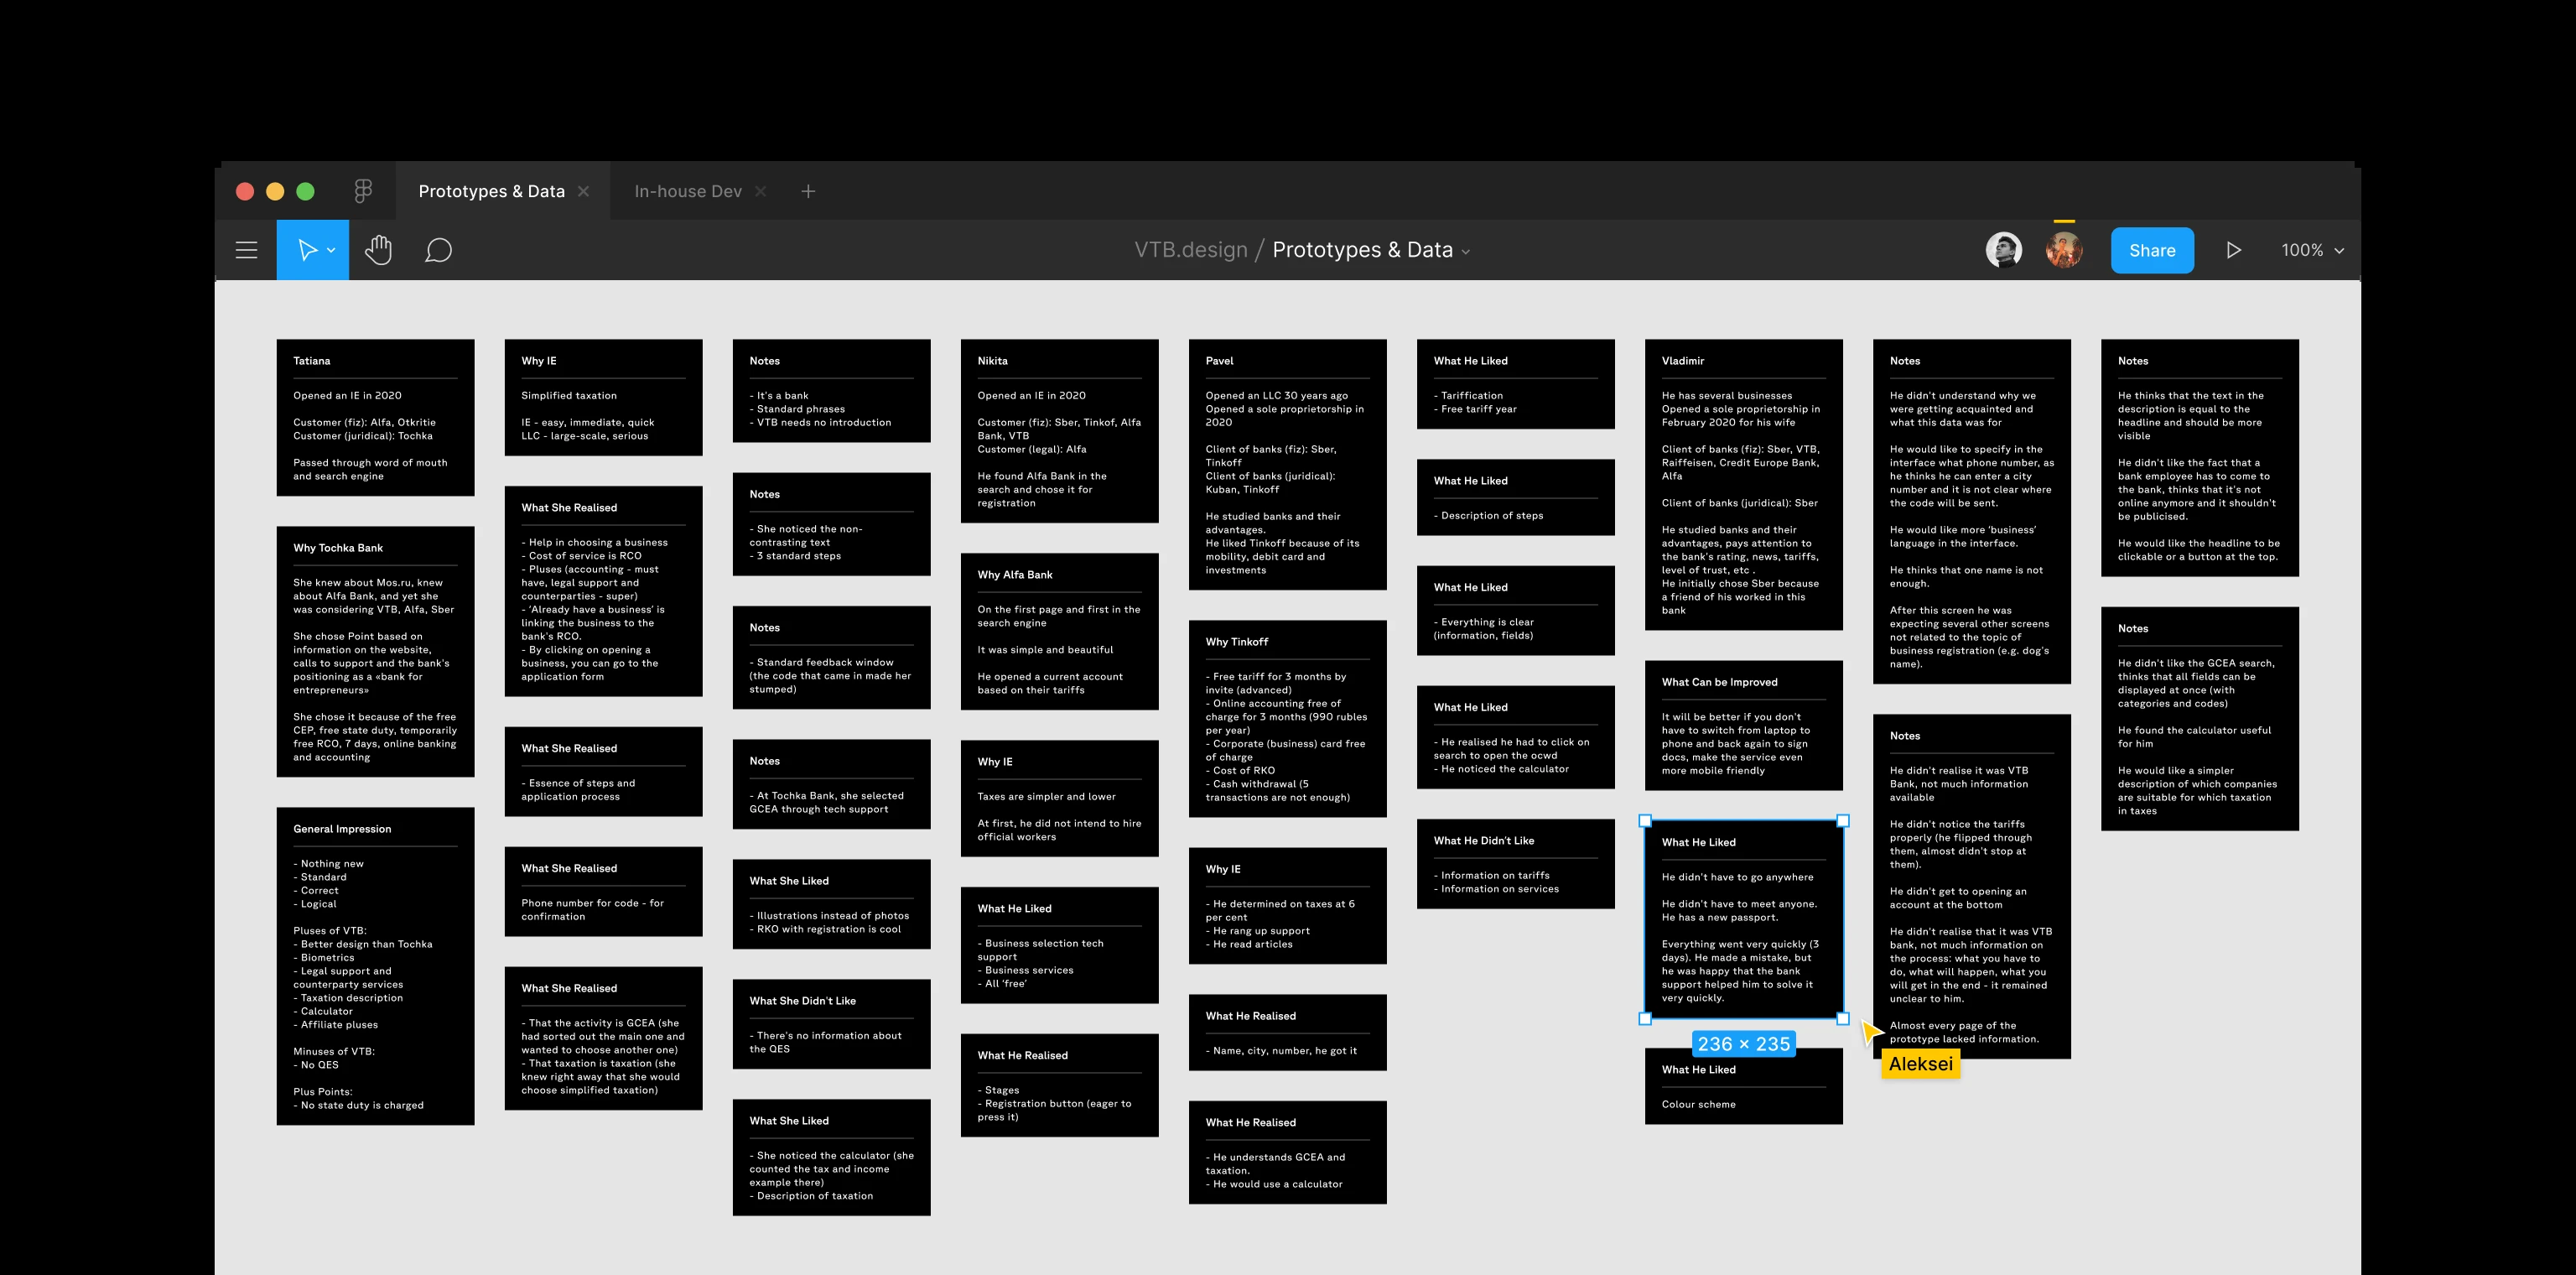 Prototypes & Data
In-house Dev
VTB.design / Prototypes & Data
Share
100%
Tatiana
Opened an IE in 2020
Customer (fiz): Alfa, Otkritie
Customer (juridical): Tochka
Passed through word of mouth
and search engine
Why Tochka Bank
She knew about Mos.ru, knew
about Alfa Bank, and yet she
was considering VTB, Alfa, Sber
She chose Point based on
information on the website,
calls to support and the bank's
positioning as a «bank for
entrepreneurs»
She chose it because of the free
CEP, free state duty, temporarily
free RCO, 7 days, online banking
and accounting
General Impression
- Nothing new
- Standard
- Correct
- Logical
Pluses of VTB:
- Better design than Tochka
- Biometrics
- Legal support and
counterparty services
- Taxation description
- Calculator
- Affiliate pluses
Minuses of VTB:
- No QES
Plus Points:
- No state duty is charged
Why IE
Simplified taxation
IE - easy, immediate, quick
LLC - large-scale, serious
What She Realised
- Help in choosing a business
- Cost of service is RCO
- Pluses (accounting - must
have, legal support and
counterparties - super)
- 'Already have a business' is
linking the business to the
bank's RCO.
- By clicking on opening a
business, you can go to the
application form
What She Realised
- Essence of steps and
application process
What She Realised
Phone number for code - for
confirmation
What She Realised
- That the activity is GCEA (she
had sorted out the main one and
wanted to choose another one)
- That taxation is taxation (she
knew right away that she would
choose simplified taxation)
Notes
- It's a bank
- Standard phrases
- VTB needs no introduction
Notes
- She noticed the non-
contrasting text
- 3 standard steps
Notes
- Standard feedback window
(the code that came in made her
stumped)
Notes
- At Tochka Bank, she selected
GCEA through tech support
What She Liked
- Illustrations instead of photos
- RKO with registration is cool
What She Didn't Like
- There's no information about
the QES
What She Liked
- She noticed the calculator (she
counted the tax and income
example there)
- Description of taxation
Nikita
Opened an IE in 2020
Customer (fiz): Sber, Tinkof, Alfa
Bank, VTB
Customer (legal): Alfa
He found Alfa Bank in the
search and chose it for
registration
Why Alfa Bank
On the first page and first in the
search engine
It was simple and beautiful
He opened a current account
based on their tariffs
Why IE
Taxes are simpler and lower
At first, he did not intend to hire
official workers
What He Liked
- Business selection tech
support
- Business services
- All 'free'
What He Realised
- Stages
- Registration button (eager to
press it)
Pavel
Opened an LLC 30 years ago
Opened a sole proprietorship in
2020
Client of banks (fiz): Sber,
Tinkoff
Client of banks (juridical):
Kuban, Tinkoff
He studied banks and their
advantages.
He liked Tinkoff because of its
mobility, debit card and
investments
Why Tinkoff
- Free tariff for 3 months by
invite (advanced)
- Online accounting free of
charge for 3 months (990 rubles
per year)
- Corporate (business) card free
of charge
- Cost of RKO
- Cash withdrawal (5
transactions are not enough)
Why IE
- He determined on taxes at 6
per cent
- He rang up support
- He read articles
What He Realised
- Name, city, number, he got it
What He Realised
- He understands GCEA and
taxation.
- He would use a calculator
What He Liked
- Tariffication
- Free tariff year
What He Liked
- Description of steps
What He Liked
- Everything is clear
(information, fields)
What He Liked
- He realised he had to click on
search to open the ocwd
- He noticed the calculator
What He Didn't Like
- Information on tariffs
- Information on services
Vladimir
He has several businesses
Opened a sole proprietorship in
February 2020 for his wife
Client of banks (fiz): Sber, VTB,
Raiffeisen, Credit Europe Bank,
Alfa
Client of banks (juridical): Sber
He studied banks and their
advantages, pays attention to
the bank's rating, news, tariffs,
level of trust, etc .
He initially chose Sber because
a friend of his worked in this
bank
What Can be Improved
It will be better if you don't
have to switch from laptop to
phone and back again to sign
docs, make the service even
more mobile friendly
What He Liked
He didn't have to go anywhere
He didn't have to meet anyone.
He has a new passport.
Everything went very quickly (3
days). He made a mistake, but
he was happy that the bank
support helped him to solve it
very quickly.
236 × 235
What He Liked
Colour scheme
Notes
He didn't understand why we
were getting acquainted and
what this data was for
He would like to specify in the
interface what phone number, as
he thinks he can enter a city
number and it is not clear where
the code will be sent.
He would like more 'business'
language in the interface.
He thinks that one name is not
enough.
After this screen he was
expecting several other screens
not related to the topic of
business registration (e.g. dog's
name).
Notes
He didn't realise it was VTB
Bank, not much information
available
He didn't notice the tariffs
properly (he flipped through
them, almost didn't stop at
them).
He didn't get to opening an
account at the bottom
He didn't realise that it was VTB
bank, not much information on
the process: what you have to
do, what will happen, what you
will get in the end - it remained
unclear to him.
Almost every page of the
prototype lacked information.
Aleksei
Notes
He thinks that the text in the
description is equal to the
headline and should be more
visible
He didn't like the fact that a
bank employee has to come to
the bank, thinks that it's not
online anymore and it shouldn't
be publicised.
He would like the headline to be
clickable or a button at the top.
Notes
He didn't like the GCEA search,
thinks that all fields can be
displayed at once (with
categories and codes)
He found the calculator useful
for him
He would like a simpler
description of which companies
are suitable for which taxation
in taxes